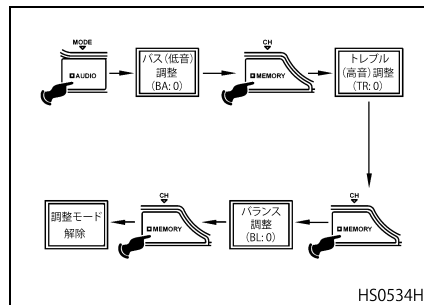 MODE
AUDIO
バス(低音)
調整
(BA: 0)
CH
MEMORY
トレブル
(高音)調整
(TR: 0)
CH
MEMORY
バランス
調整
(BL: 0)
CH
MEMORY
調整モード
解除
HS0534H